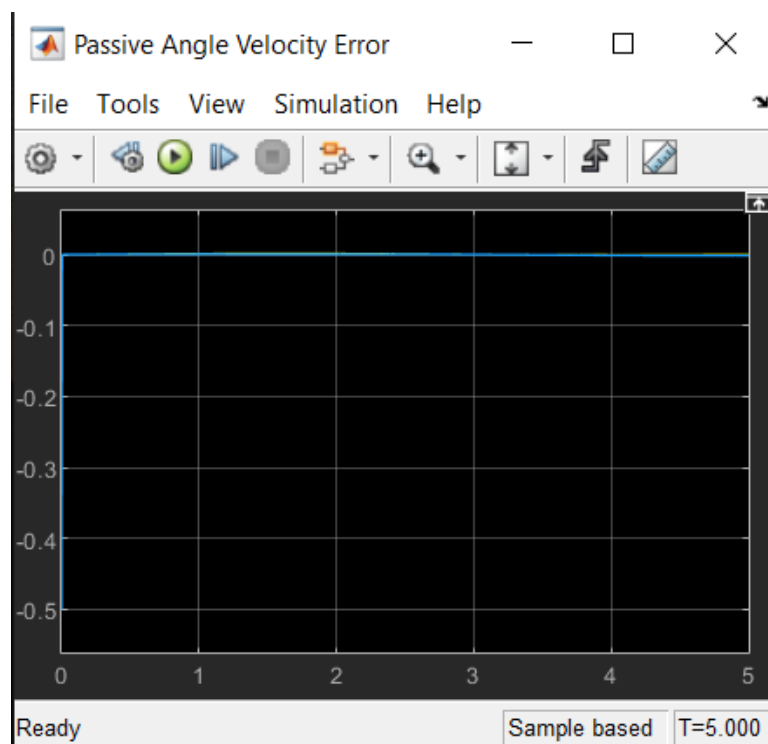 Passive Angle Velocity Error
File Tools View Simulation Help
0
-0.1
-0.2
-0.3
-0.4
-0.5
0 1 2 3 4 5
Ready Sample based T=5.000